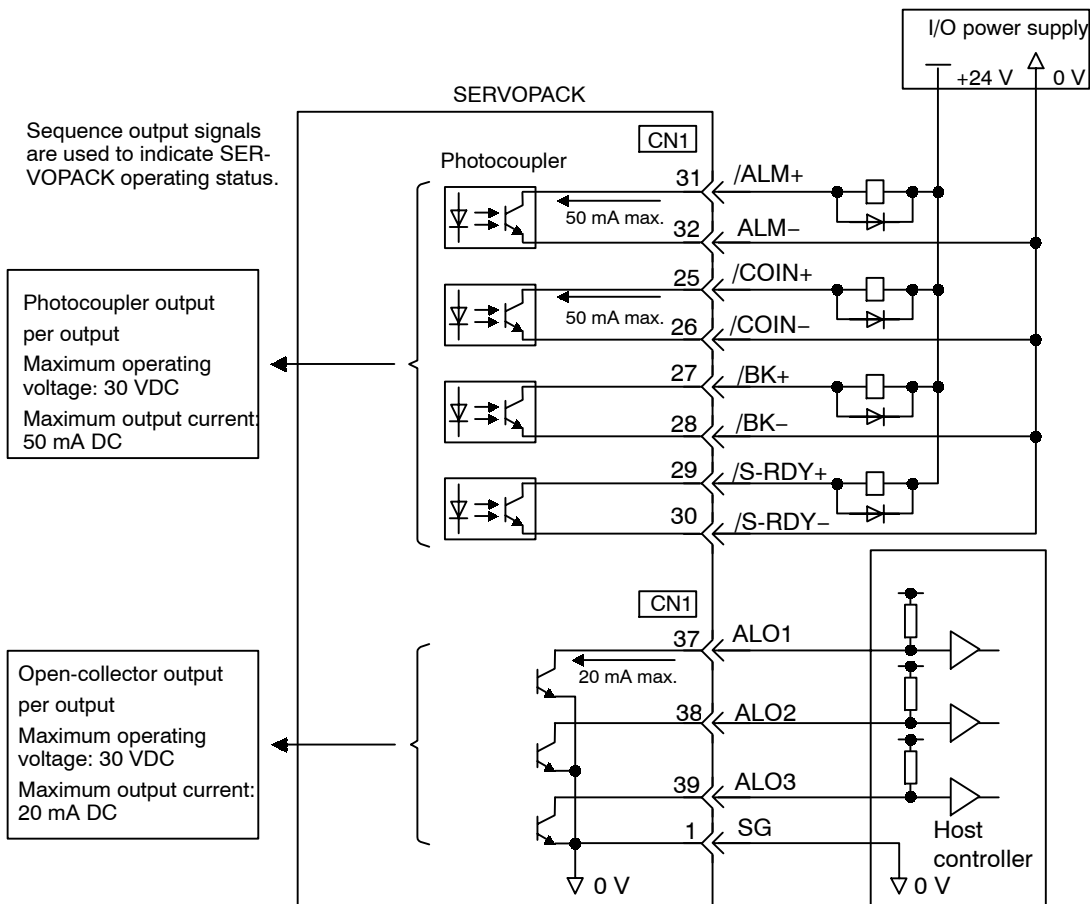 I/O power supply
+24 V
0 V
SERVOPACK
Sequence output signals
are used to indicate SER-
VOPACK operating status.
CN1
Photocoupler
31
/ALM+
50 mA max.
32
ALM−
25
/COIN+
50 mA max.
26
/COIN−
27
/BK+
28
/BK−
29
/S-RDY+
30
/S-RDY−
Photocoupler output
per output
Maximum operating
voltage: 30 VDC
Maximum output current:
50 mA DC
CN1
37
ALO1
20 mA max.
38
ALO2
39
ALO3
1
SG
0 V
Open-collector output
per output
Maximum operating
voltage: 30 VDC
Maximum output current:
20 mA DC
Host
controller
0 V